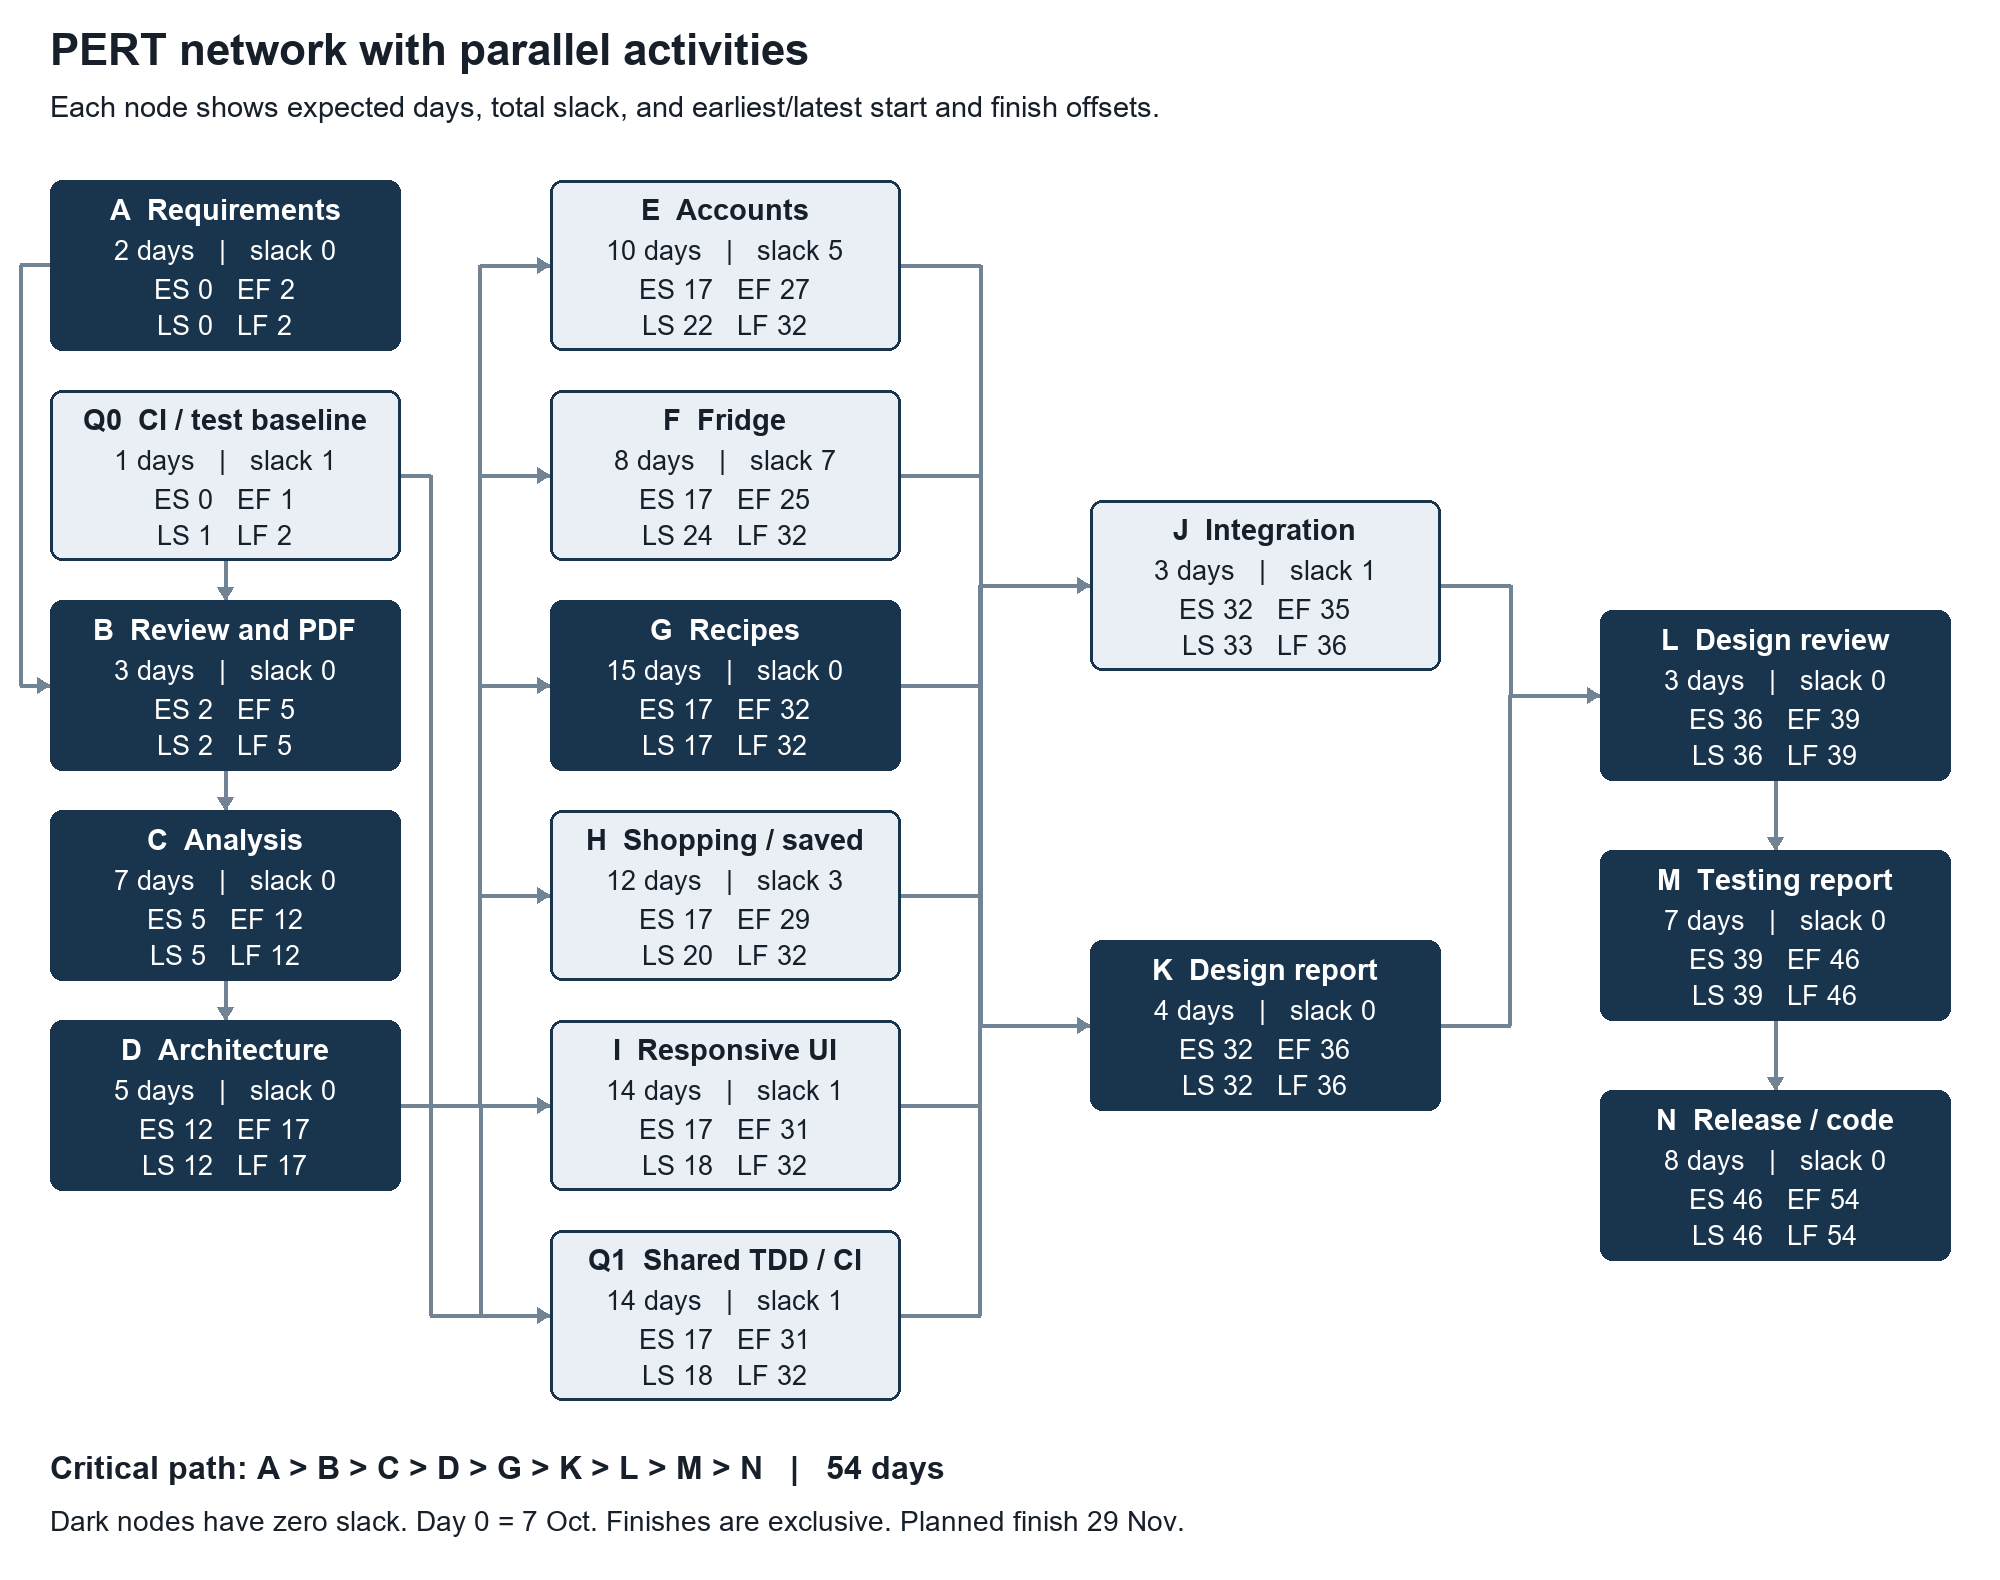 PERT network with parallel activities
Each node shows expected days, total slack, and earliest/latest start and finish offsets.
A  Requirements
2 days  |  slack 0
ES 0  EF 2
LS 0  LF 2
Q0  CI / test baseline
1 days  |  slack 1
ES 0  EF 1
LS 1  LF 2
B  Review and PDF
3 days  |  slack 0
ES 2  EF 5
LS 2  LF 5
C  Analysis
7 days  |  slack 0
ES 5  EF 12
LS 5  LF 12
D  Architecture
5 days  |  slack 0
ES 12  EF 17
LS 12  LF 17
E  Accounts
10 days  |  slack 5
ES 17  EF 27
LS 22  LF 32
F  Fridge
8 days  |  slack 7
ES 17  EF 25
LS 24  LF 32
G  Recipes
15 days  |  slack 0
ES 17  EF 32
LS 17  LF 32
H  Shopping / saved
12 days  |  slack 3
ES 17  EF 29
LS 20  LF 32
I  Responsive UI
14 days  |  slack 1
ES 17  EF 31
LS 18  LF 32
Q1  Shared TDD / CI
14 days  |  slack 1
ES 17  EF 31
LS 18  LF 32
J  Integration
3 days  |  slack 1
ES 32  EF 35
LS 33  LF 36
K  Design report
4 days  |  slack 0
ES 32  EF 36
LS 32  LF 36
L  Design review
3 days  |  slack 0
ES 36  EF 39
LS 36  LF 39
M  Testing report
7 days  |  slack 0
ES 39  EF 46
LS 39  LF 46
N  Release / code
8 days  |  slack 0
ES 46  EF 54
LS 46  LF 54
Critical path: A > B > C > D > G > K > L > M > N  |  54 days
Dark nodes have zero slack. Day 0 = 7 Oct. Finishes are exclusive. Planned finish 29 Nov.